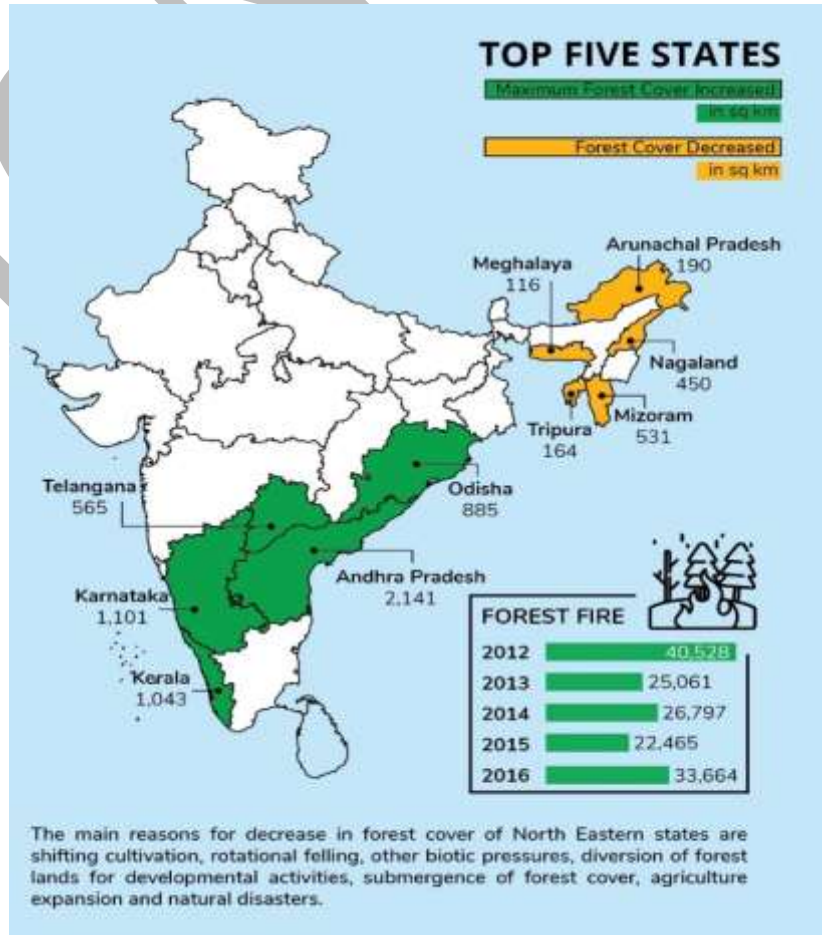 TOP FIVE STATES
Maximum Forest Cover Increased
in sq km
Forest Cover Decreased
in sq km
Arunachal Pradesh
190
Meghalaya
116
Nagaland
450
Mizoram
531
Tripura
164
Telangana
565
Odisha
885
Andhra Pradesh
2,141
Karnataka
1,101
Kerala
1,043
FOREST FIRE
2012 40,528
2013 25,061
2014 26,797
2015 22,465
2016 33,664
The main reasons for decrease in forest cover of North Eastern states are
shifting cultivation, rotational felling, other biotic pressures, diversion of forest
lands for developmental activities, submergence of forest cover, agriculture
expansion and natural disasters.